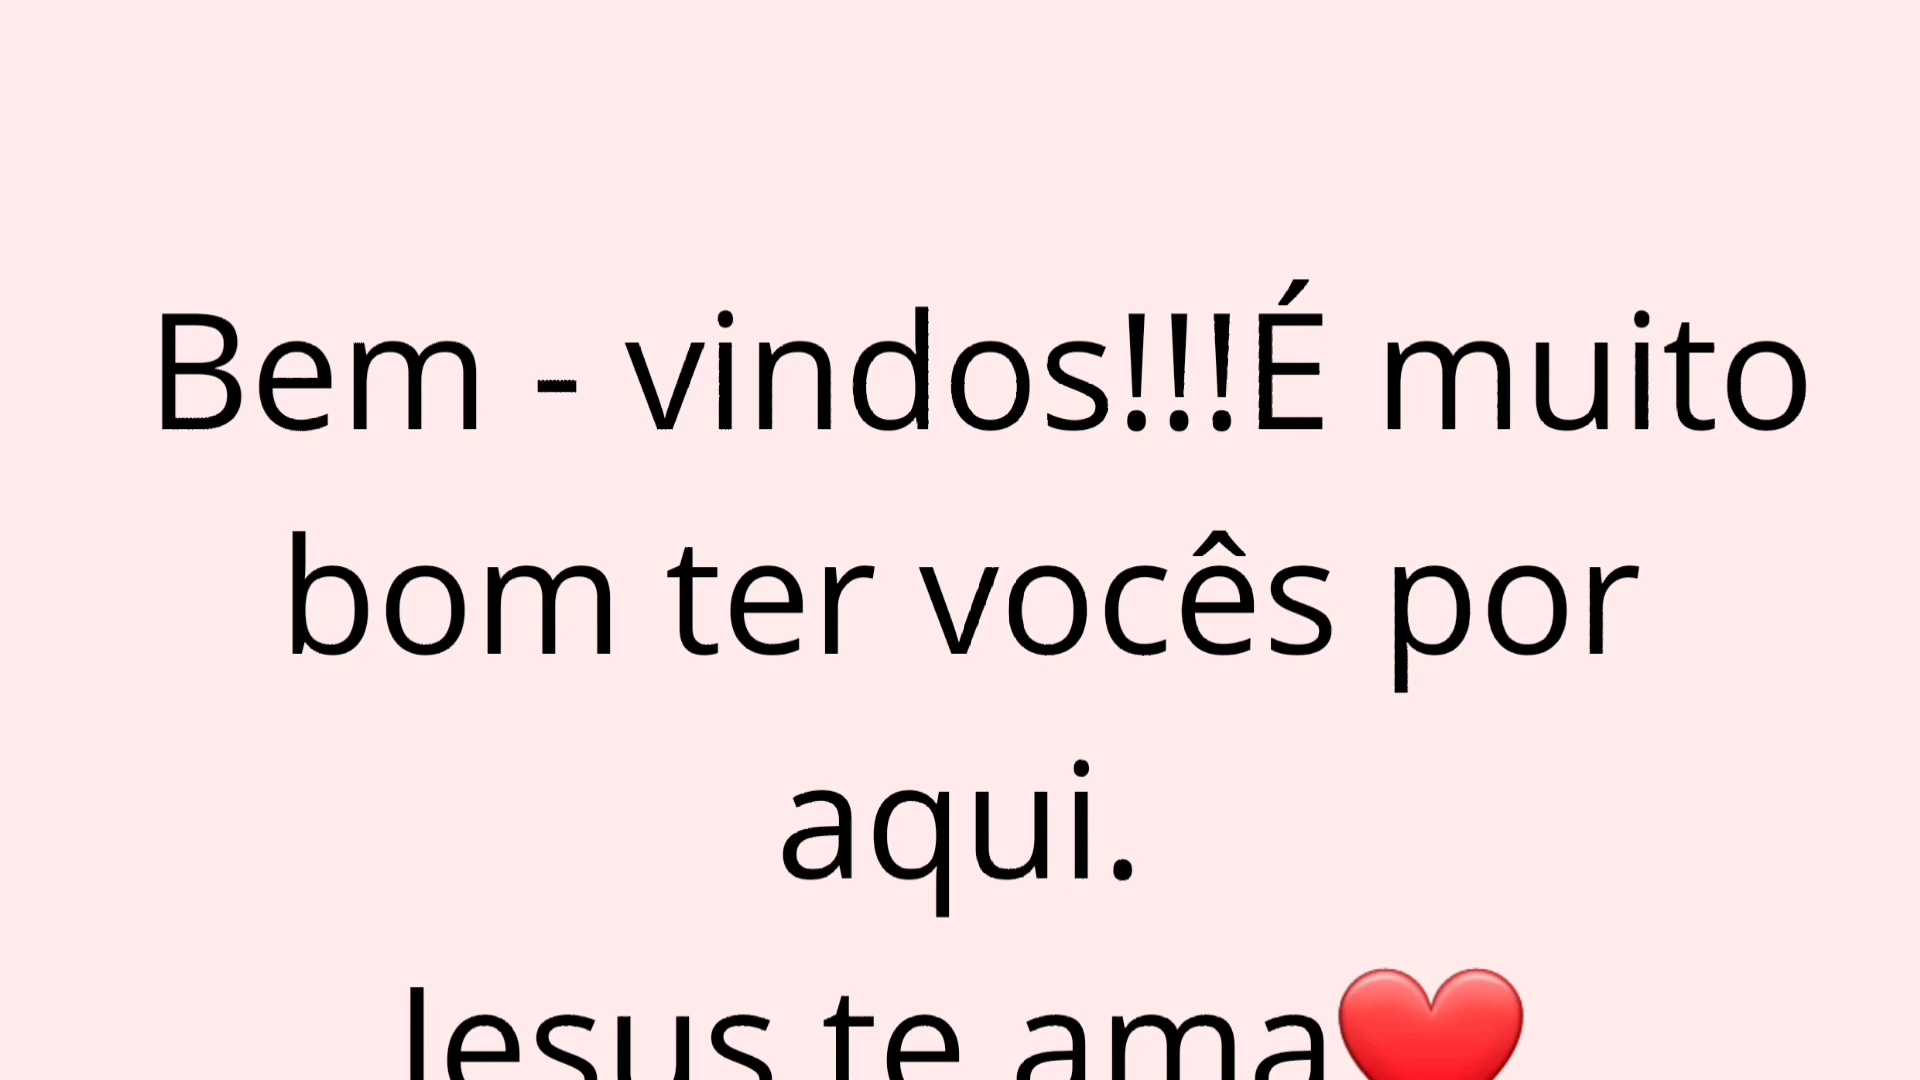 Bem - vindos!!!É muito
bom ter vocês por
aqui.
Jesus te ama❤️